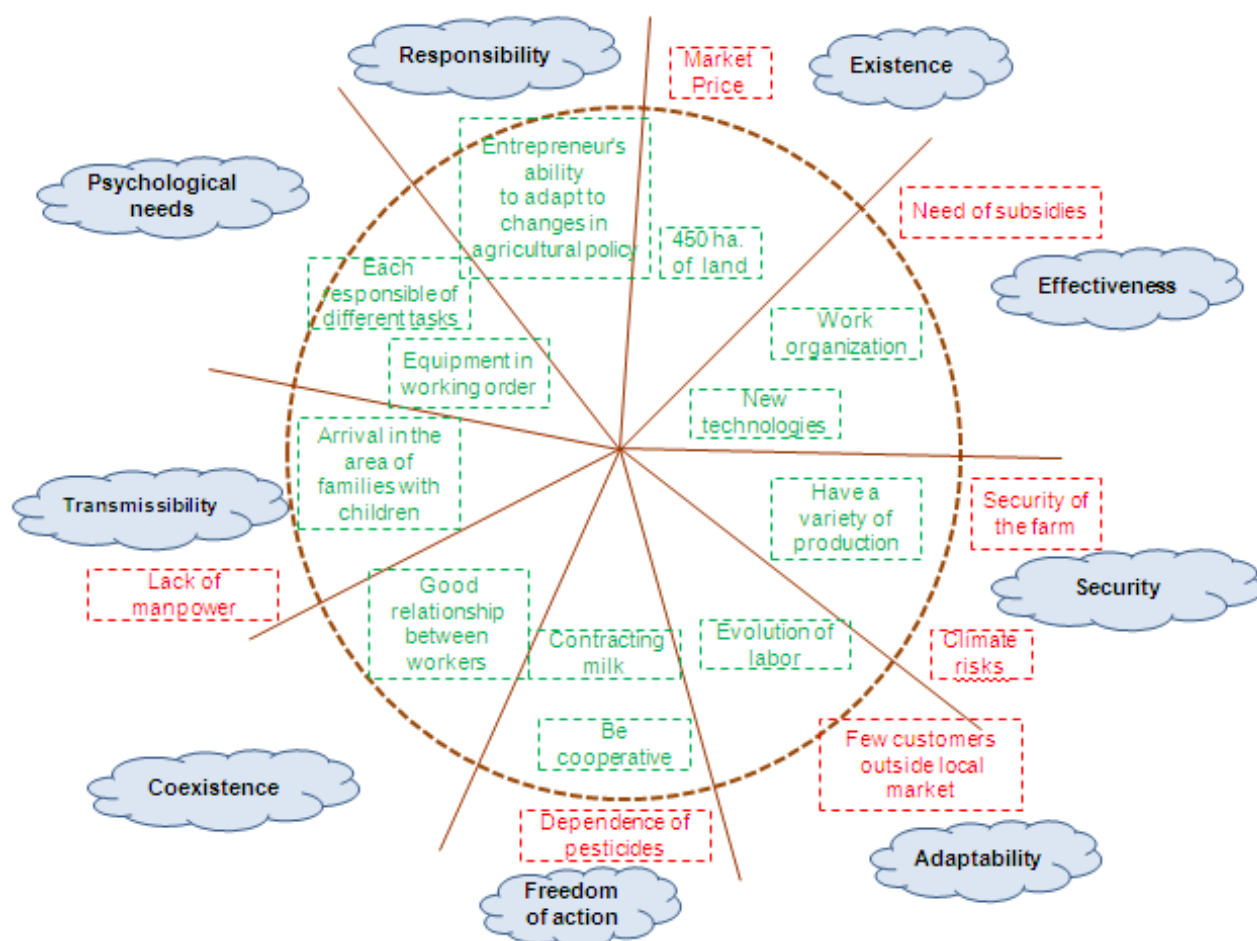 Responsibility
Market
Price
Existence
Entrepreneur's
ability
to adapt to
changes in
agricultural policy
Psychological
needs
Need of subsidies
450 ha.
of land
Each
responsible of
different tasks
Effectiveness
Work
organization
Equipment in
working order
New
technologies
Arrival in the
area of
families with
children
Transmissibility
Have a
variety of
production
Security of
the farm
Lack of
manpower
Good
relationship
between
workers
Security
Contracting
milk
Evolution of
labor
Climate
risks
Be
cooperative
Few customers
outside local
market
Coexistence
Dependence of
pesticides
Adaptability
Freedom
of action